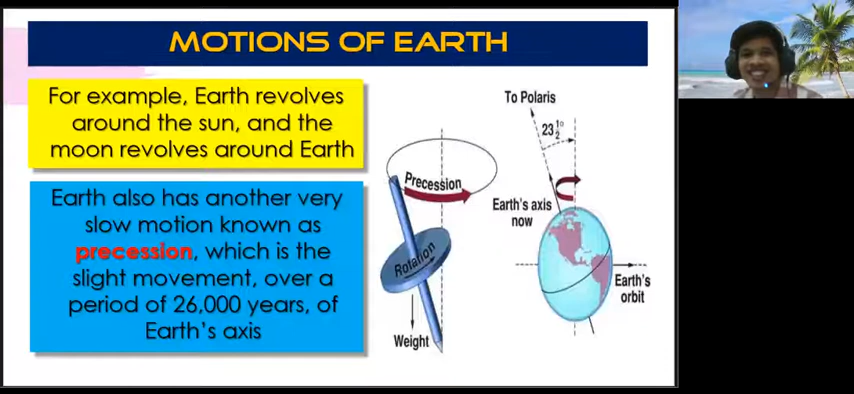 MOTIONS OF EARTH
For example, Earth revolves
around the sun, and the
moon revolves around Earth
Earth also has another very
slow motion known as
precession, which is the
slight movement, over a
period of 26,000 years, of
Earth's axis
Precession
Rotation
Weight
To Polaris
23 1/2°
Earth's axis
now
Earth's
orbit